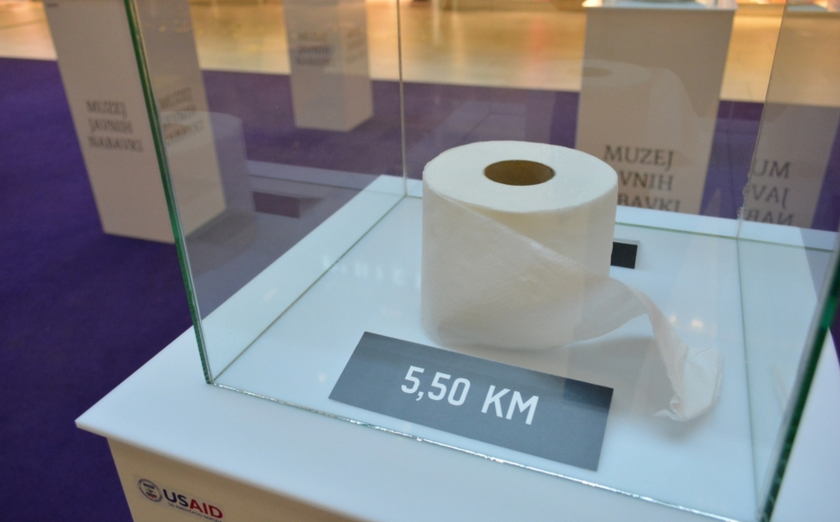 MUZEJ
JAVNIH
NABAVKI
MUZEJ
JAVNIH
NABAVKI
5,50 KM
USAID